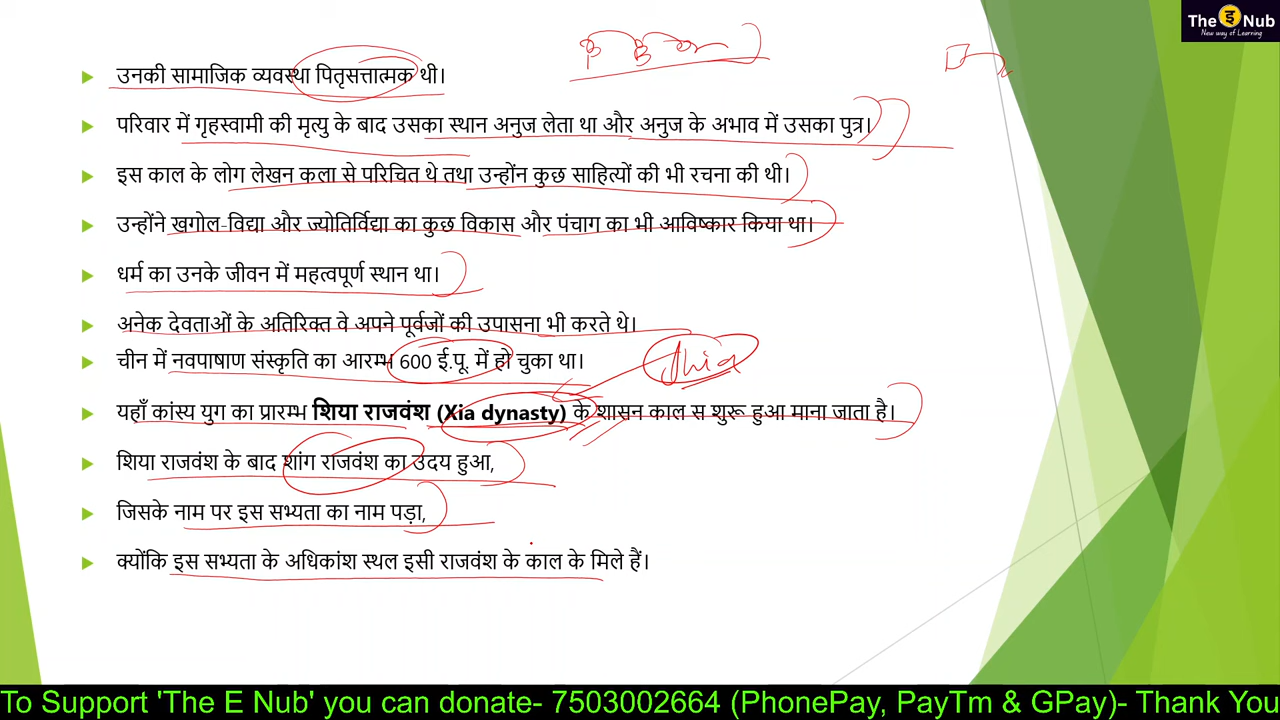 The इ Nub
New way of Learning
उनकी सामाजिक व्यवस्था पितृसत्तात्मक थी।
परिवार में गृहस्वामी की मृत्यु के बाद उसका स्थान अनुज लेता था और अनुज के अभाव में उसका पुत्र।
इस काल के लोग लेखन कला से परिचित थे तथा उन्होंन कुछ साहित्यों की भी रचना की थी।
उन्होंने खगोल-विद्या और ज्योतिर्विद्या का कुछ विकास और पंचाग का भी आविष्कार किया था।
धर्म का उनके जीवन में महत्वपूर्ण स्थान था।
अनेक देवताओं के अतिरिक्त वे अपने पूर्वजों की उपासना भी करते थे।
चीन में नवपाषाण संस्कृति का आरम्भ 600 ई.पू. में हो चुका था।
यहाँ कांस्य युग का प्रारम्भ शिया राजवंश (Xia dynasty) के शासन काल स शुरू हुआ माना जाता है।
शिया राजवंश के बाद शांग राजवंश का उदय हुआ,
जिसके नाम पर इस सभ्यता का नाम पड़ा,
क्योंकि इस सभ्यता के अधिकांश स्थल इसी राजवंश के काल के मिले हैं।
To Support 'The E Nub' you can donate- 7503002664 (PhonePay, PayTm & GPay)- Thank You